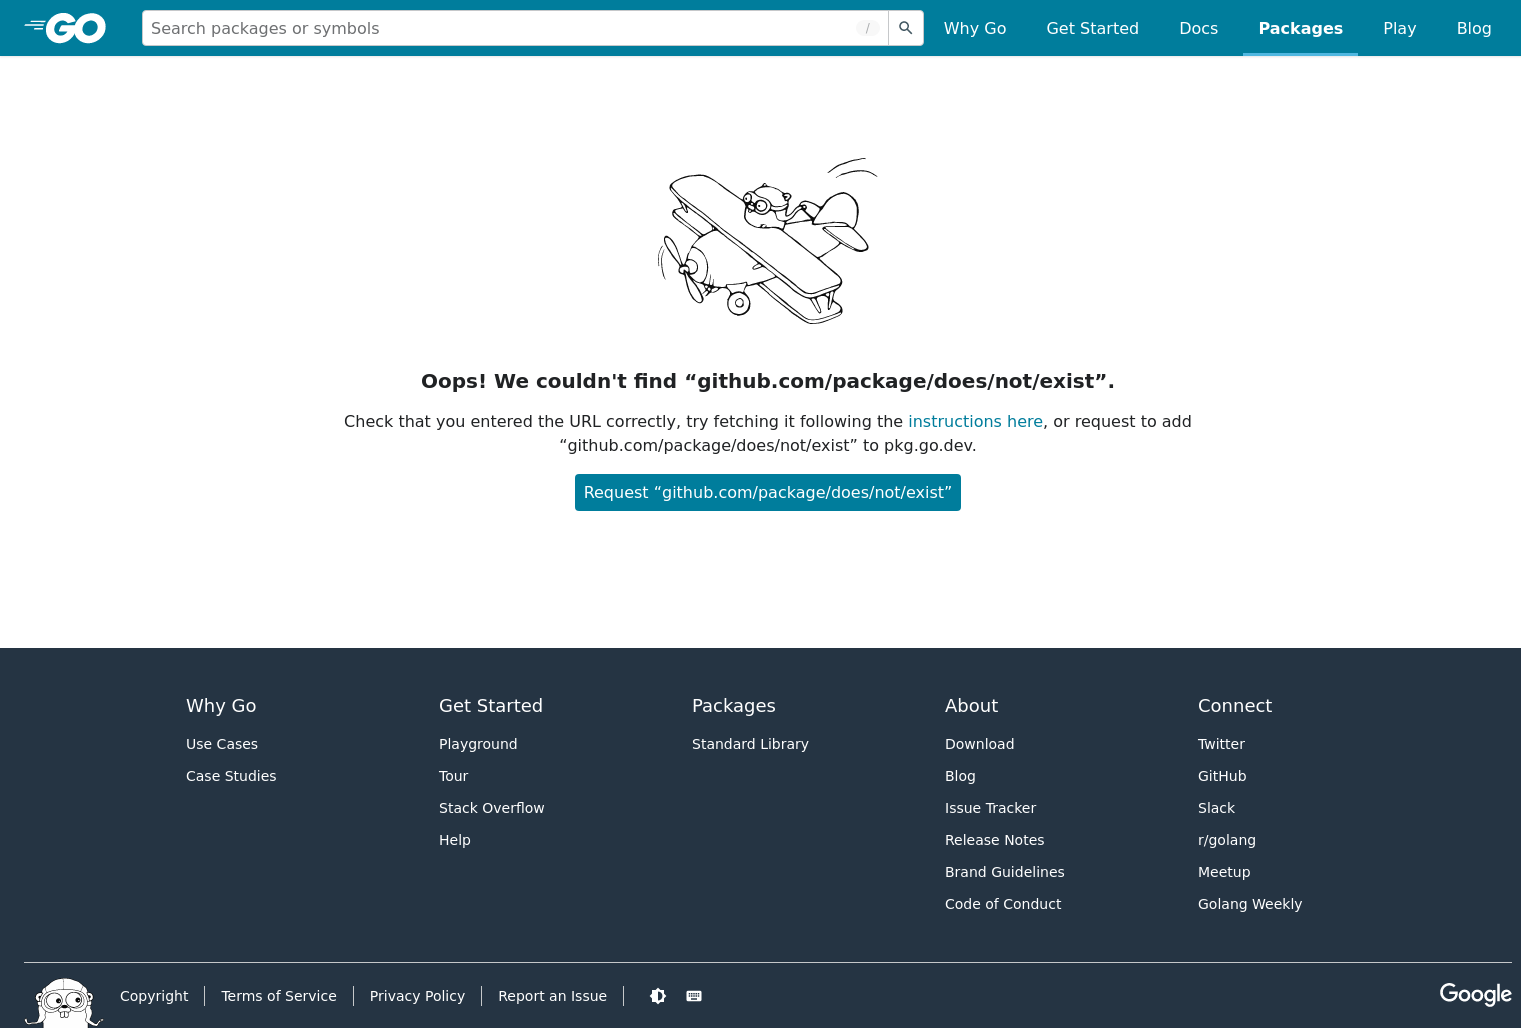 GO
Search packages or symbols /
Why Go Get Started Docs Packages Play Blog
Oops! We couldn't find “github.com/package/does/not/exist”.
Check that you entered the URL correctly, try fetching it following the instructions here, or request to add
“github.com/package/does/not/exist” to pkg.go.dev.
Request “github.com/package/does/not/exist”
Why Go
Use Cases
Case Studies
Get Started
Playground
Tour
Stack Overflow
Help
Packages
Standard Library
About
Download
Blog
Issue Tracker
Release Notes
Brand Guidelines
Code of Conduct
Connect
Twitter
GitHub
Slack
r/golang
Meetup
Golang Weekly
Copyright Terms of Service Privacy Policy Report an Issue
Google